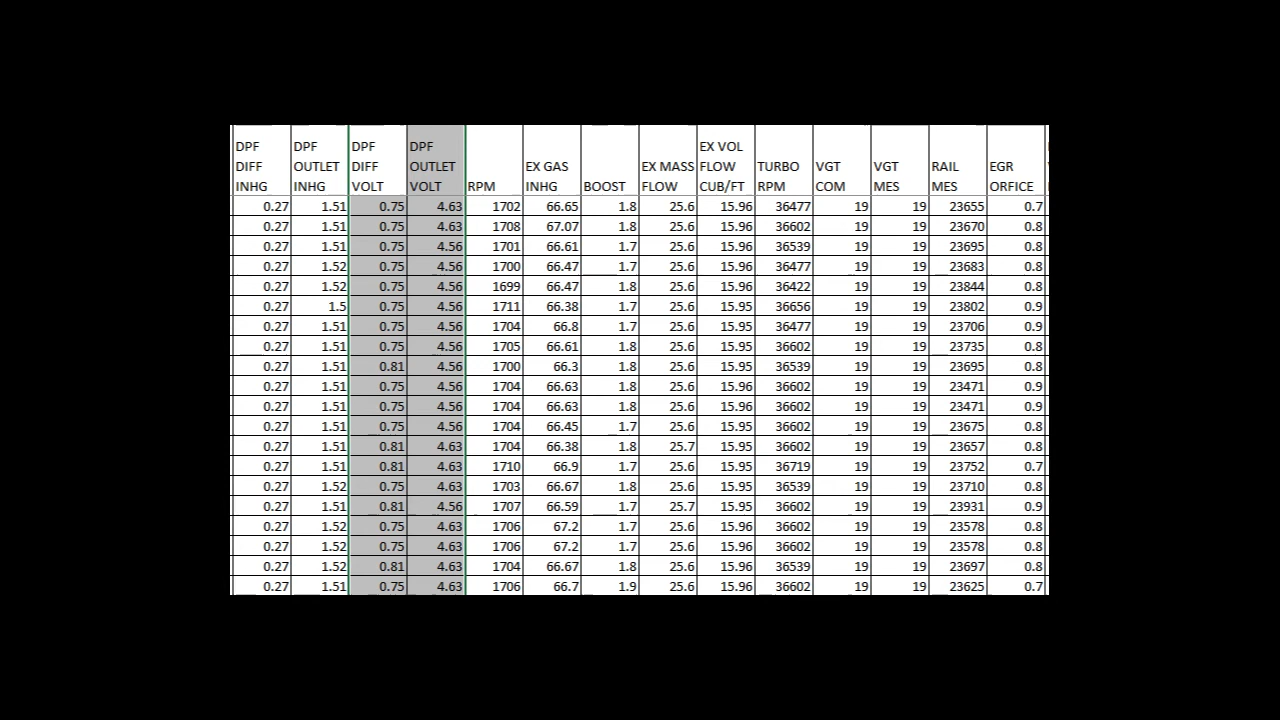 DPF DIFF INHG DPF OUTLET INHG DPF DIFF VOLT DPF OUTLET VOLT RPM EX GAS INHG BOOST EX MASS FLOW EX VOL FLOW CUB/FT TURBO RPM VGT COM VGT MES RAIL MES EGR ORFICE
0.27 1.51 0.75 4.63 1702 66.65 1.8 25.6 15.96 36477 19 19 23655 0.7
0.27 1.51 0.75 4.63 1708 67.07 1.8 25.6 15.96 36602 19 19 23670 0.8
0.27 1.51 0.75 4.56 1701 66.61 1.7 25.6 15.96 36539 19 19 23695 0.8
0.27 1.52 0.75 4.56 1700 66.47 1.7 25.6 15.96 36477 19 19 23683 0.8
0.27 1.52 0.75 4.56 1699 66.47 1.8 25.6 15.96 36422 19 19 23844 0.8
0.27 1.5 0.75 4.56 1711 66.38 1.7 25.6 15.95 36656 19 19 23802 0.9
0.27 1.51 0.75 4.56 1704 66.8 1.7 25.6 15.95 36477 19 19 23706 0.9
0.27 1.51 0.75 4.56 1705 66.61 1.8 25.6 15.95 36602 19 19 23735 0.8
0.27 1.51 0.81 4.56 1700 66.3 1.8 25.6 15.95 36539 19 19 23695 0.8
0.27 1.51 0.75 4.56 1704 66.63 1.8 25.6 15.96 36602 19 19 23471 0.9
0.27 1.51 0.75 4.56 1704 66.63 1.8 25.6 15.96 36602 19 19 23471 0.9
0.27 1.51 0.75 4.56 1704 66.45 1.7 25.6 15.96 36602 19 19 23675 0.8
0.27 1.51 0.81 4.63 1704 66.38 1.8 25.7 15.95 36602 19 19 23657 0.8
0.27 1.51 0.81 4.63 1710 66.9 1.7 25.6 15.95 36719 19 19 23752 0.7
0.27 1.52 0.75 4.63 1703 66.67 1.8 25.6 15.96 36539 19 19 23710 0.8
0.27 1.51 0.81 4.56 1707 66.59 1.7 25.7 15.95 36602 19 19 23931 0.9
0.27 1.52 0.75 4.63 1706 67.2 1.7 25.6 15.96 36602 19 19 23578 0.8
0.27 1.52 0.75 4.63 1706 67.2 1.7 25.6 15.96 36602 19 19 23578 0.8
0.27 1.52 0.81 4.63 1704 66.67 1.8 25.6 15.96 36539 19 19 23697 0.8
0.27 1.51 0.75 4.63 1706 66.7 1.9 25.6 15.96 36602 19 19 23625 0.7